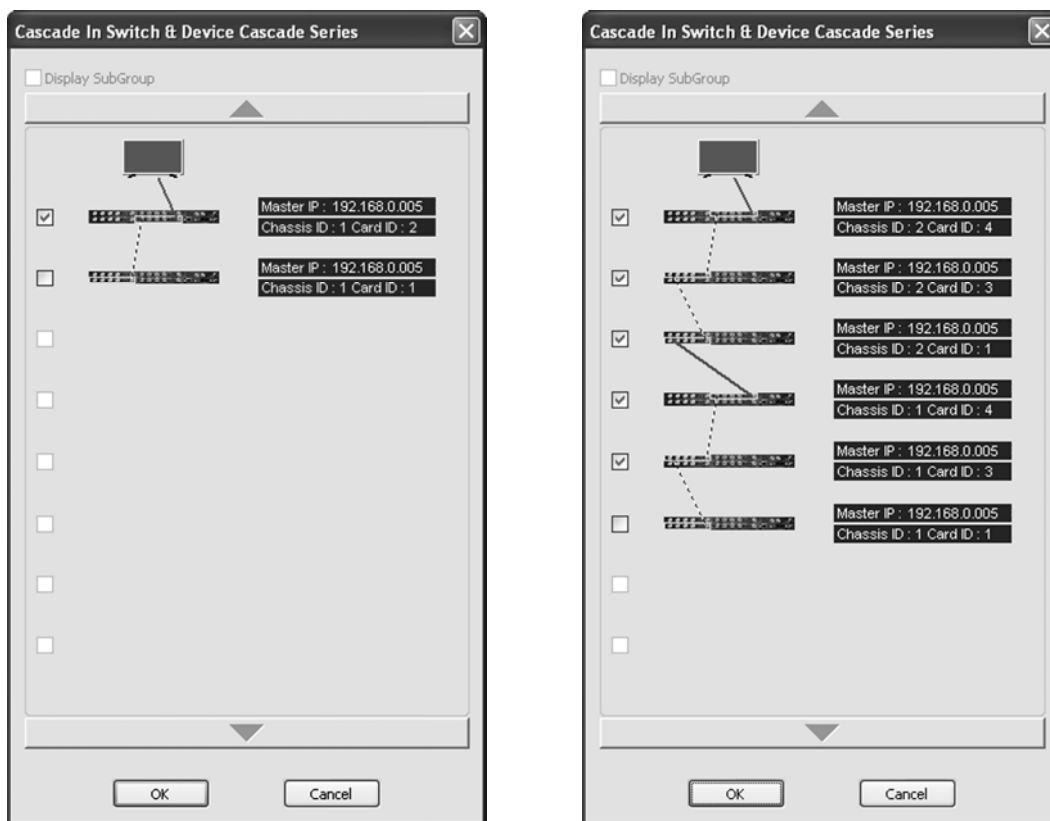 Cascade In Switch & Device Cascade Series
Display SubGroup
Master IP : 192.168.0.005
Chassis ID : 1 Card ID : 2
Master IP : 192.168.0.005
Chassis ID : 1 Card ID : 1
OK
Cancel
Cascade In Switch & Device Cascade Series
Display SubGroup
Master IP : 192.168.0.005
Chassis ID : 2 Card ID : 4
Master IP : 192.168.0.005
Chassis ID : 2 Card ID : 3
Master IP : 192.168.0.005
Chassis ID : 2 Card ID : 1
Master IP : 192.168.0.005
Chassis ID : 1 Card ID : 4
Master IP : 192.168.0.005
Chassis ID : 1 Card ID : 3
Master IP : 192.168.0.005
Chassis ID : 1 Card ID : 1
OK
Cancel